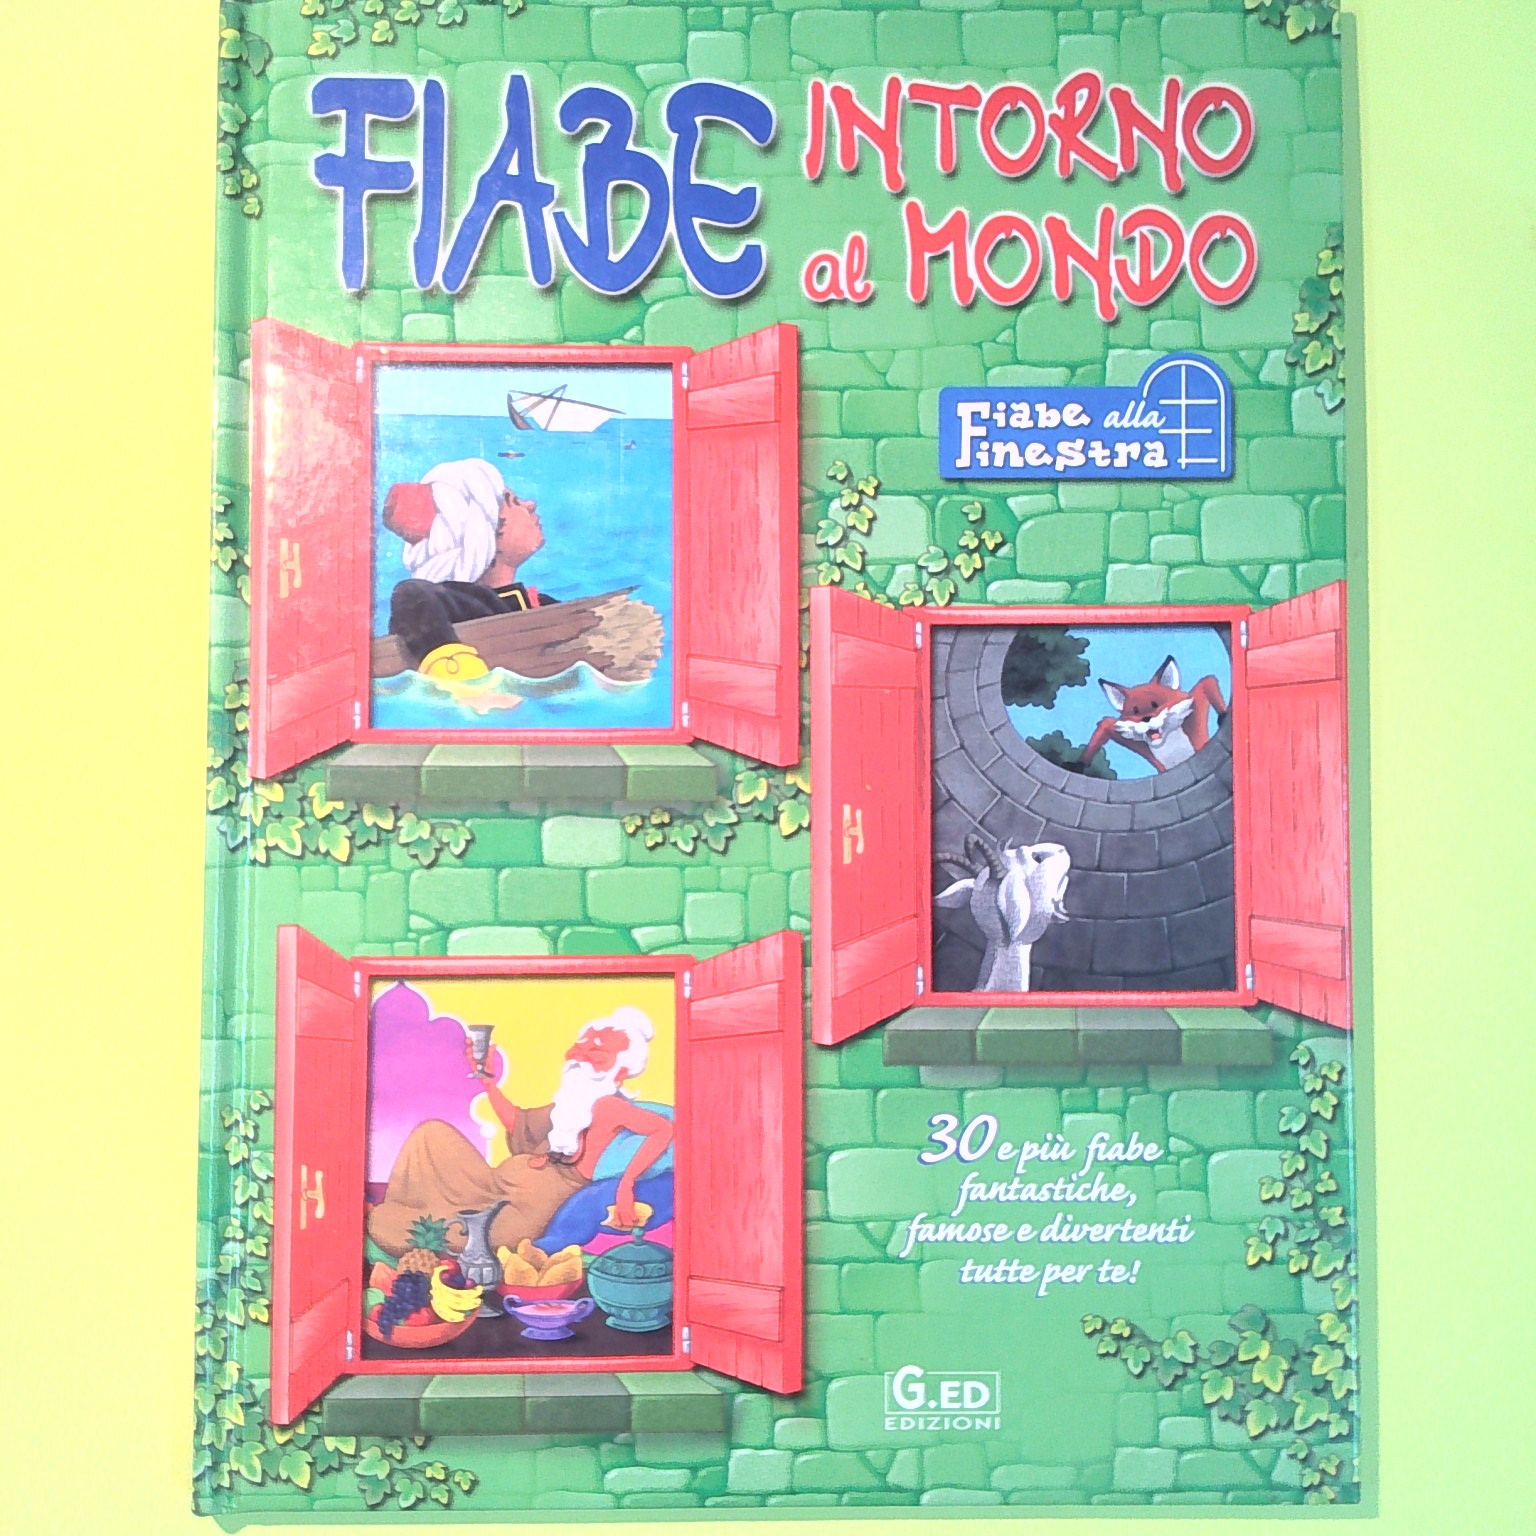 FIABE INTORNO
al MONDO
Fiabe alla
Finestra
30 e più fiabe
fantastiche,
famose e divertenti
tutte per te!
G.ED
EDIZIONI